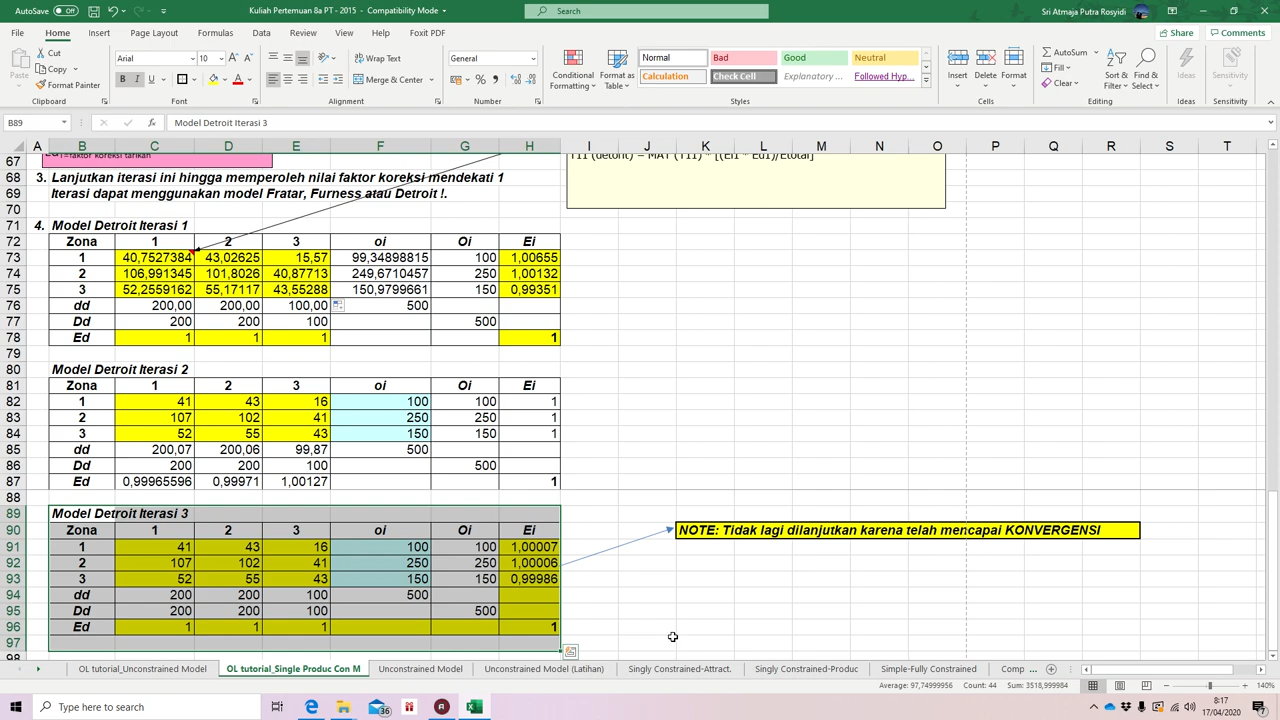 AutoSave Off Kuliah Pertemuan 8a PT - 2015 - Compatibility Mode Search Sri Atmaja Putra Rosyidi
File Home Insert Page Layout Formulas Data Review View Help Foxit PDF Share Comments
Cut Arial 10 Wrap Text General Normal Bad Good Neutral AutoSum
Paste Copy Merge & Center Conditional Format as Calculation Check Cell Explanatory ... Followed Hyp... Insert Delete Format Fill Sort & Find & Ideas Sensitivity
Format Painter Formatting Table Clear Filter Select
Clipboard Font Alignment Number Styles Cells Editing Ideas Sensitivity
B89 Model Detroit Iterasi 3
A B C D E F G H I J K L M N O P Q R S T
67 =faktor koreksi tarikan
68 3. Lanjutkan iterasi ini hingga memperoleh nilai faktor koreksi mendekati 1
69 Iterasi dapat menggunakan model Fratar, Furness atau Detroit !.
70
71 4. Model Detroit Iterasi 1
72 Zona 1 2 3 oi Oi Ei
73 1 40,7527384 43,02625 15,57 99,34898815 100 1,00655
74 2 106,991345 101,8026 40,87713 249,6710457 250 1,00132
75 3 52,2559162 55,17117 43,55288 150,9799661 150 0,99351
76 dd 200,00 200,00 100,00 500
77 Dd 200 200 100 500
78 Ed 1 1 1 1
79
80 Model Detroit Iterasi 2
81 Zona 1 2 3 oi Oi Ei
82 1 41 43 16 100 100 1
83 2 107 102 41 250 250 1
84 3 52 55 43 150 150 1
85 dd 200,07 200,06 99,87 500
86 Dd 200 200 100 500
87 Ed 0,99965596 0,99971 1,00127 1
88
89 Model Detroit Iterasi 3
90 Zona 1 2 3 oi Oi Ei NOTE: Tidak lagi dilanjutkan karena telah mencapai KONVERGENSI
91 1 41 43 16 100 100 1,00007
92 2 107 102 41 250 250 1,00006
93 3 52 55 43 150 150 0,99986
94 dd 200 200 100 500
95 Dd 200 200 100 500
96 Ed 1 1 1 1
97
OL tutorial_Unconstrained Model OL tutorial_Single Produc Con M Unconstrained Model Unconstrained Model (Latihan) Singly Constrained-Attract. Singly Constrained-Produc Simple-Fully Constrained Comp ...
Average: 97,74999956 Count: 44 Sum: 3518,999984 140%
Type here to search 36 8:17
17/04/2020 7